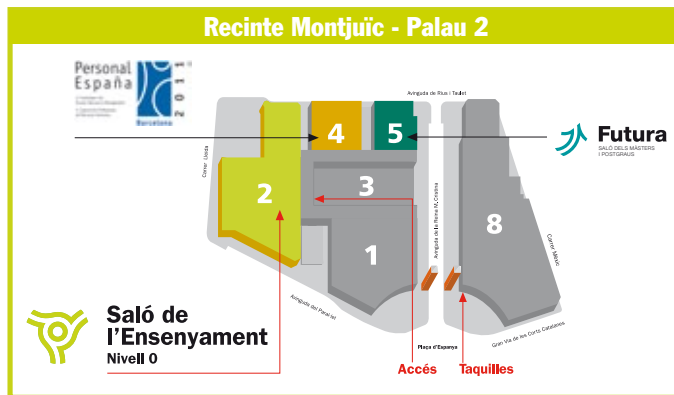 Recinte Montjuïc - Palau 2
Personal
España
2011
Barcelona
Avinguda de Rius i Taulet
4
5
Futura
SALÓ DELS MÀSTERS
I POSTGRAUS
Carrer Lleida
2
3
1
8
Avinguda de la Reina M. Cristina
Carrer Mèxic
Avinguda del Paral·lel
Plaça d'Espanya
Gran Via de les Corts Catalanes
Saló de
l'Ensenyament
Nivell 0
Accés
Taquilles